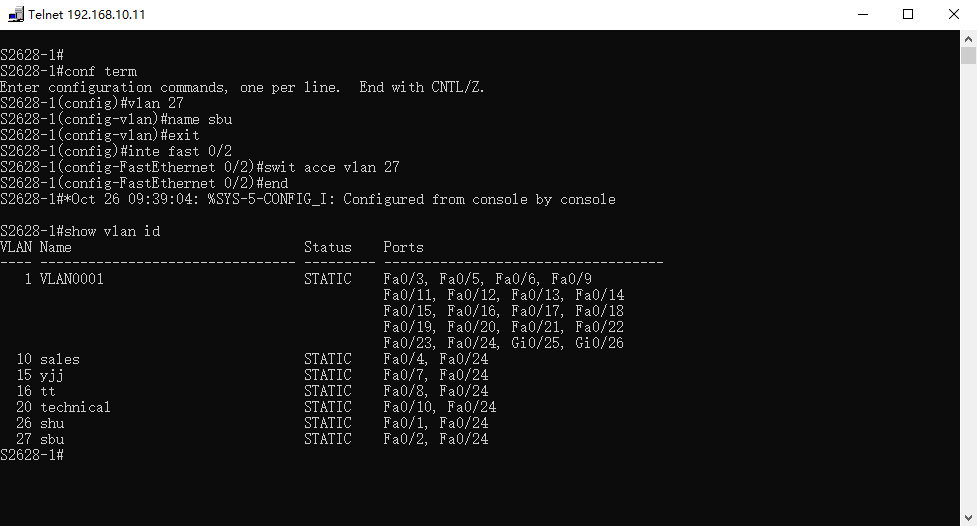 Telnet 192.168.10.11
S2628-1#
S2628-1#conf term
Enter configuration commands, one per line.  End with CNTL/Z.
S2628-1(config)#vlan 27
S2628-1(config-vlan)#name sbu
S2628-1(config-vlan)#exit
S2628-1(config)#inte fast 0/2
S2628-1(config-FastEthernet 0/2)#swit acce vlan 27
S2628-1(config-FastEthernet 0/2)#end
S2628-1#*Oct 26 09:39:04: %SYS-5-CONFIG_I: Configured from console by console
S2628-1#show vlan id
VLAN Name                             Status    Ports
---- -------------------------------- --------- -----------------------------------
   1 VLAN0001                         STATIC    Fa0/3, Fa0/5, Fa0/6, Fa0/9
                                                Fa0/11, Fa0/12, Fa0/13, Fa0/14
                                                Fa0/15, Fa0/16, Fa0/17, Fa0/18
                                                Fa0/19, Fa0/20, Fa0/21, Fa0/22
                                                Fa0/23, Fa0/24, Gi0/25, Gi0/26
  10 sales                            STATIC    Fa0/4, Fa0/24
  15 yjj                              STATIC    Fa0/7, Fa0/24
  16 tt                               STATIC    Fa0/8, Fa0/24
  20 technical                        STATIC    Fa0/10, Fa0/24
  26 shu                              STATIC    Fa0/1, Fa0/24
  27 sbu                              STATIC    Fa0/2, Fa0/24
S2628-1#